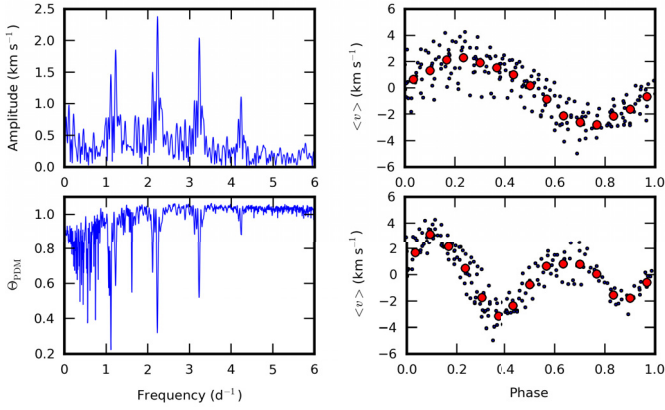 2.5
2.0
1.5
1.0
0.5
0.0
Amplitude (km s⁻¹)
0 1 2 3 4 5 6
6
4
2
0
−2
−4
−6
<v> (km s⁻¹)
0.0 0.2 0.4 0.6 0.8 1.0
1.0
0.8
0.6
0.4
0.2
Θ_PDM
0 1 2 3 4 5 6
Frequency (d⁻¹)
6
4
2
0
−2
−4
−6
<v> (km s⁻¹)
0.0 0.2 0.4 0.6 0.8 1.0
Phase